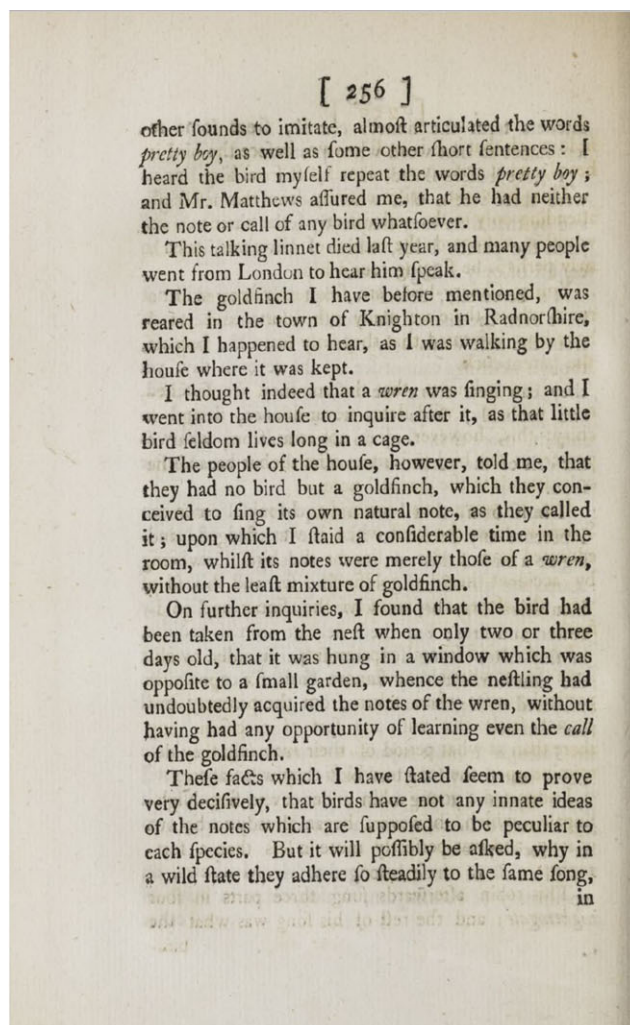 [ 256 ]
other ſounds to imitate, almoſt articulated the words
pretty boy, as well as ſome other ſhort ſentences : I
heard the bird myſelf repeat the words pretty boy ;
and Mr. Matthews aſſured me, that he had neither
the note or call of any bird whatſoever.
This talking linnet died laſt year, and many people
went from London to hear him ſpeak.
The goldfinch I have before mentioned, was
reared in the town of Knighton in Radnorſhire,
which I happened to hear, as I was walking by the
houſe where it was kept.
I thought indeed that a wren was ſinging ; and I
went into the houſe to inquire after it, as that little
bird ſeldom lives long in a cage.
The people of the houſe, however, told me, that
they had no bird but a goldfinch, which they con-
ceived to ſing its own natural note, as they called
it ; upon which I ſtaid a conſiderable time in the
room, whilſt its notes were merely thoſe of a wren,
without the leaſt mixture of goldfinch.
On further inquiries, I found that the bird had
been taken from the neſt when only two or three
days old, that it was hung in a window which was
oppoſite to a ſmall garden, whence the neſtling had
undoubtedly acquired the notes of the wren, without
having had any opportunity of learning even the call
of the goldfinch.
Theſe facts which I have ſtated ſeem to prove
very deciſively, that birds have not any innate ideas
of the notes which are ſuppoſed to be peculiar to
each ſpecies. But it will poſſibly be aſked, why in
a wild ſtate they adhere ſo ſteadily to the ſame ſong,
in